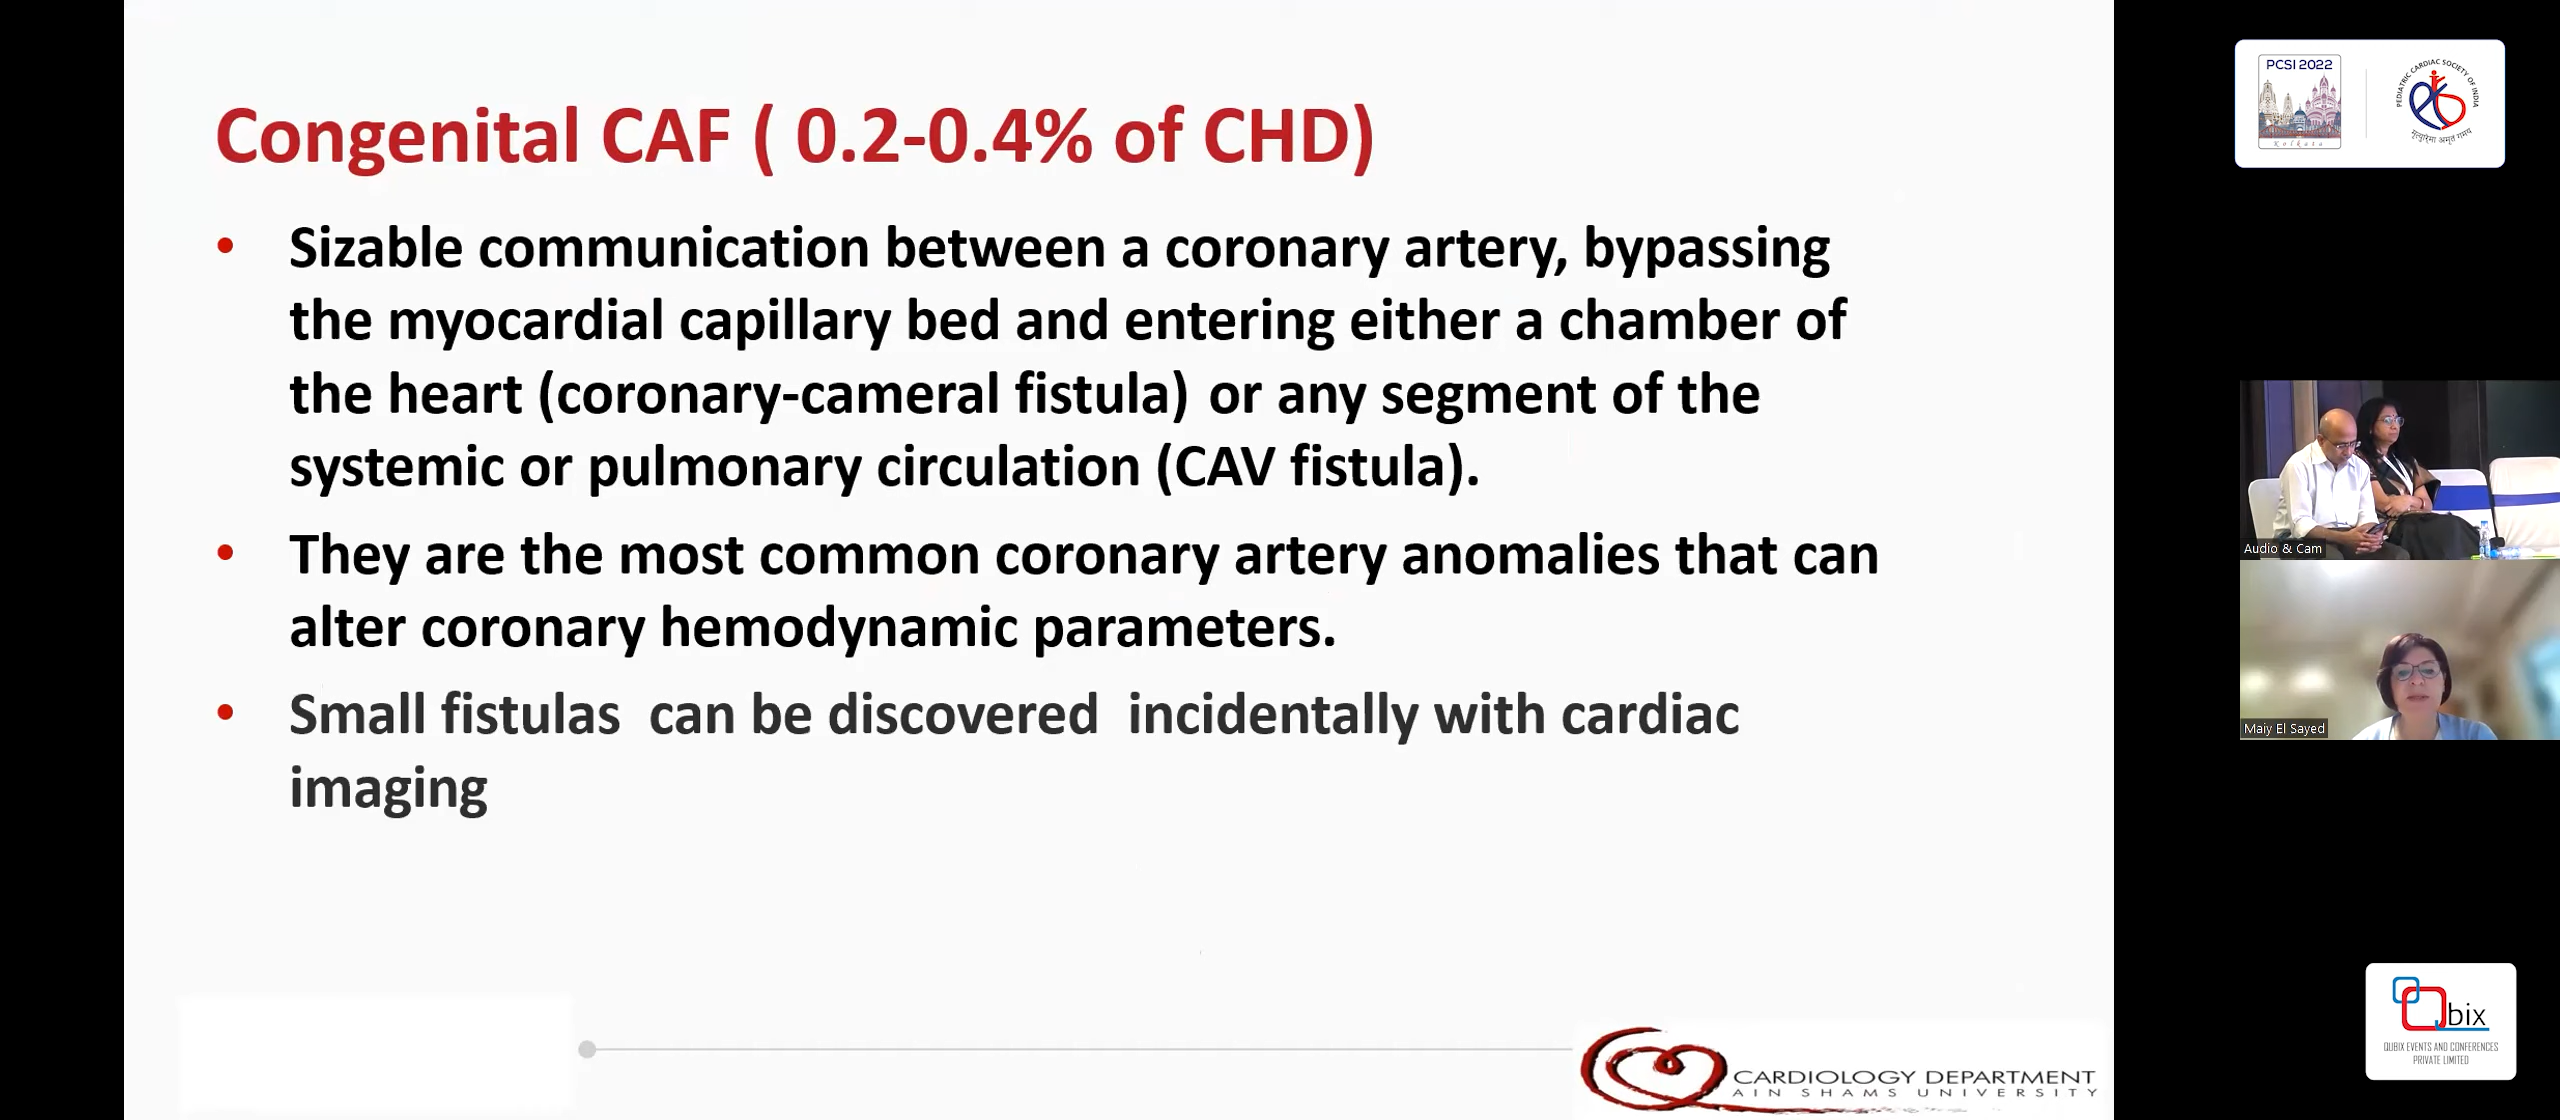 Congenital CAF ( 0.2-0.4% of CHD)
• Sizable communication between a coronary artery, bypassing
the myocardial capillary bed and entering either a chamber of
the heart (coronary-cameral fistula) or any segment of the
systemic or pulmonary circulation (CAV fistula).
• They are the most common coronary artery anomalies that can
alter coronary hemodynamic parameters.
• Small fistulas  can be discovered  incidentally with cardiac
imaging
CARDIOLOGY DEPARTMENT
AIN SHAMS UNIVERSITY
PCSI 2022
Kolkata
PEDIATRIC CARDIAC SOCIETY OF INDIA
Audio & Cam
Maiy El Sayed
Qbix
QUBIX EVENTS AND CONFERENCES
PRIVATE LIMITED